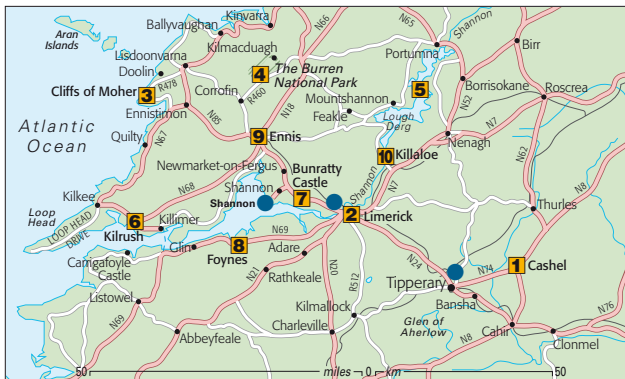 Aran
Islands
Ballyvaughan
Kinvarra
N66
N65
Shannon
Kilmacduagh
Portumna
Birr
Lisdoonvarna
Doolin
4
The Burren
National Park
5
Cliffs of Moher
3
R478
Corrofin
R460
N18
Mountshannon
Borrisokane
Roscrea
Ennistimon
N85
Feakle
Lough
Derg
N52
N7
Atlantic
Ocean
Quilty
N67
9
Ennis
10
Killaloe
Nenagh
N62
Newmarket-on-Fergus
Bunratty
Castle
Shannon
N7
Kilkee
N68
Shannon
Shannon
7
Thurles
N8
Loop
Head
LOOP HEAD
DRIVE
6
Killimer
2
Limerick
Kilrush
Glin
8
N69
Foynes
Adare
N24
N74
1
Cashel
Carrigafoyle
Castle
N21
Rathkeale
N20
R512
Tipperary
Bansha
Listowel
Kilmallock
Glen of
Aherlow
Cahir
N76
N69
Abbeyfeale
Charleville
N8
Clonmel
50
miles
0
km
50